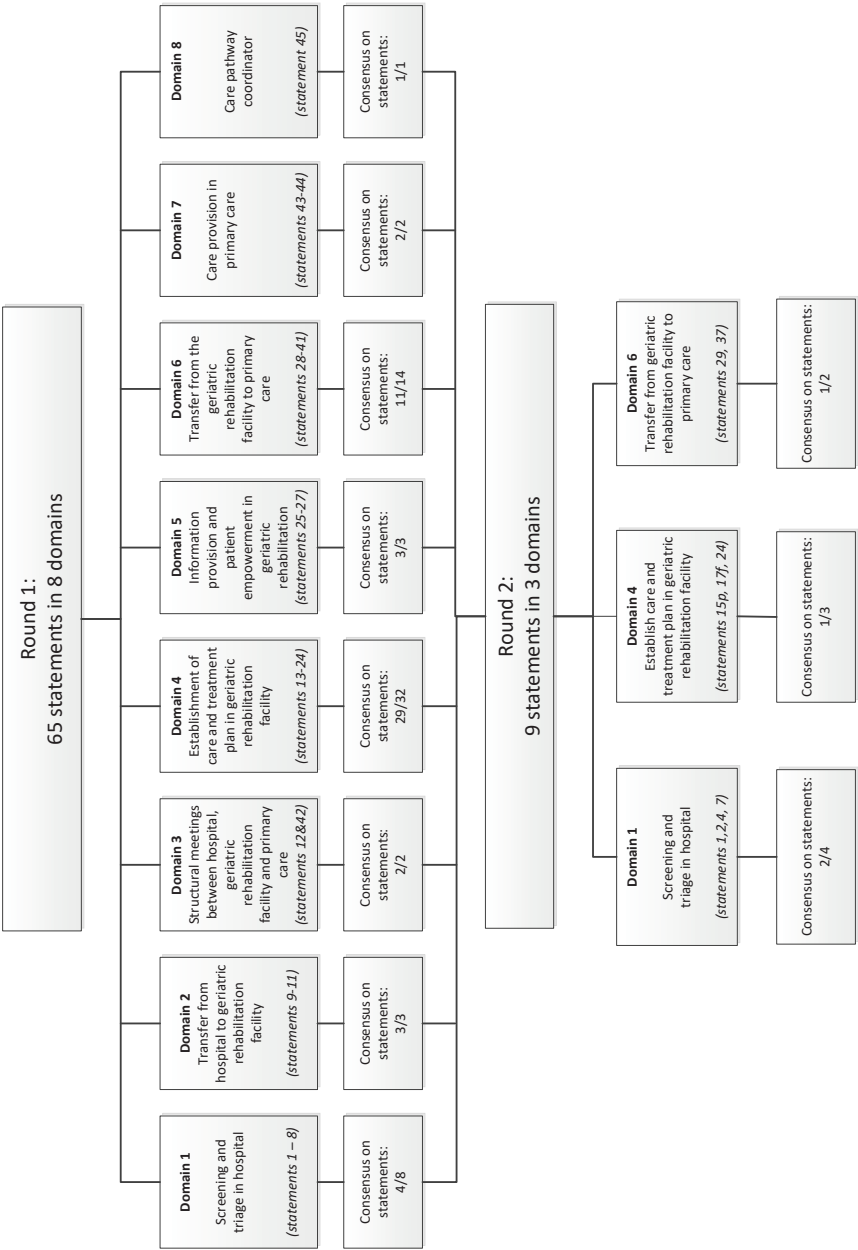 Round 1:
65 statements in 8 domains
Domain 1
Screening and
triage in hospital
(statements 1 – 8)
Consensus on
statements:
4/8
Domain 2
Transfer from
hospital to geriatric
rehabilitation
facility
(statements 9-11)
Consensus on
statements:
3/3
Domain 3
Structural meetings
between hospital,
geriatric
rehabilitation
facility and primary
care
(statements 12&42)
Consensus on
statements:
2/2
Domain 4
Establishment of
care and treatment
plan in geriatric
rehabilitation
facility
(statements 13-24)
Consensus on
statements:
29/32
Domain 5
Information
provision and
patient
empowerment in
geriatric
rehabilitation
(statements 25-27)
Consensus on
statements:
3/3
Domain 6
Transfer from the
geriatric
rehabilitation
facility to primary
care
(statements 28-41)
Consensus on
statements:
11/14
Domain 7
Care provision in
primary care
(statements 43-44)
Consensus on
statements:
2/2
Domain 8
Care pathway
coordinator
(statement 45)
Consensus on
statements:
1/1
Round 2:
9 statements in 3 domains
Domain 1
Screening and
triage in hospital
(statements 1,2,4, 7)
Consensus on statements:
2/4
Domain 4
Establish care and
treatment plan in geriatric
rehabilitation facility
(statements 15p, 17f, 24)
Consensus on statements:
1/3
Domain 6
Transfer from geriatric
rehabilitation facility to
primary care
(statements 29, 37)
Consensus on statements:
1/2